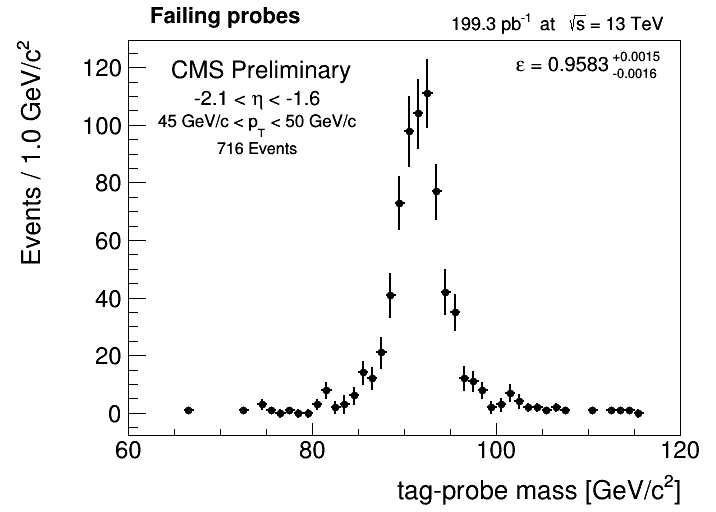 Failing probes
199.3 pb⁻¹ at √s = 13 TeV
CMS Preliminary
-2.1 < η < -1.6
45 GeV/c < p_T < 50 GeV/c
716 Events
ε = 0.9583 +0.0015 -0.0016
Events / 1.0 GeV/c²
120
100
80
60
40
20
0
60 80 100 120
tag-probe mass [GeV/c²]